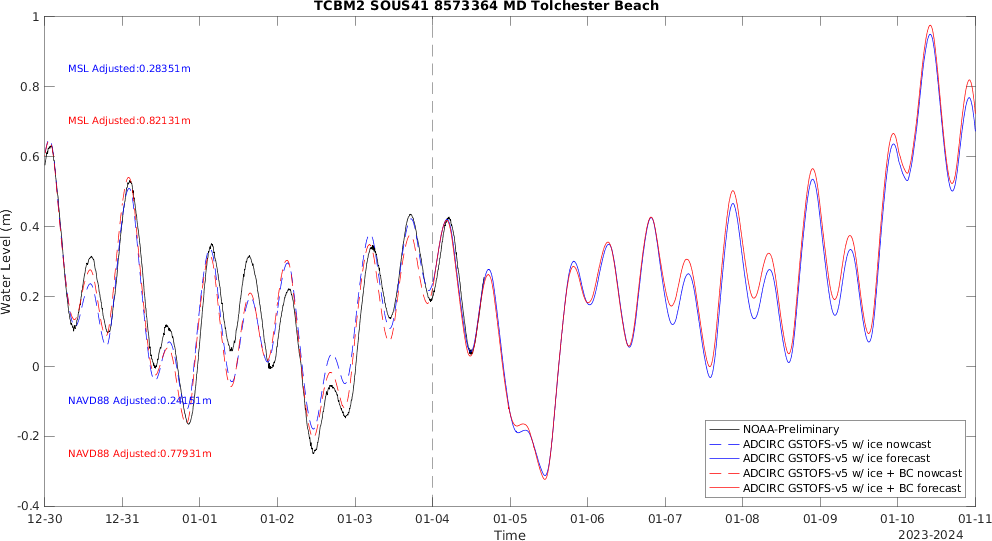 TCBM2 SOUS41 8573364 MD Tolchester Beach
Water Level (m)
1
0.8
0.6
0.4
0.2
0
-0.2
-0.4
MSL Adjusted:0.28351m
MSL Adjusted:0.82131m
NAVD88 Adjusted:0.24151m
NAVD88 Adjusted:0.77931m
NOAA-Preliminary
ADCIRC GSTOFS-v5 w/ ice nowcast
ADCIRC GSTOFS-v5 w/ ice forecast
ADCIRC GSTOFS-v5 w/ ice + BC nowcast
ADCIRC GSTOFS-v5 w/ ice + BC forecast
12-30 12-31 01-01 01-02 01-03 01-04 01-05 01-06 01-07 01-08 01-09 01-10 01-11
Time
2023-2024